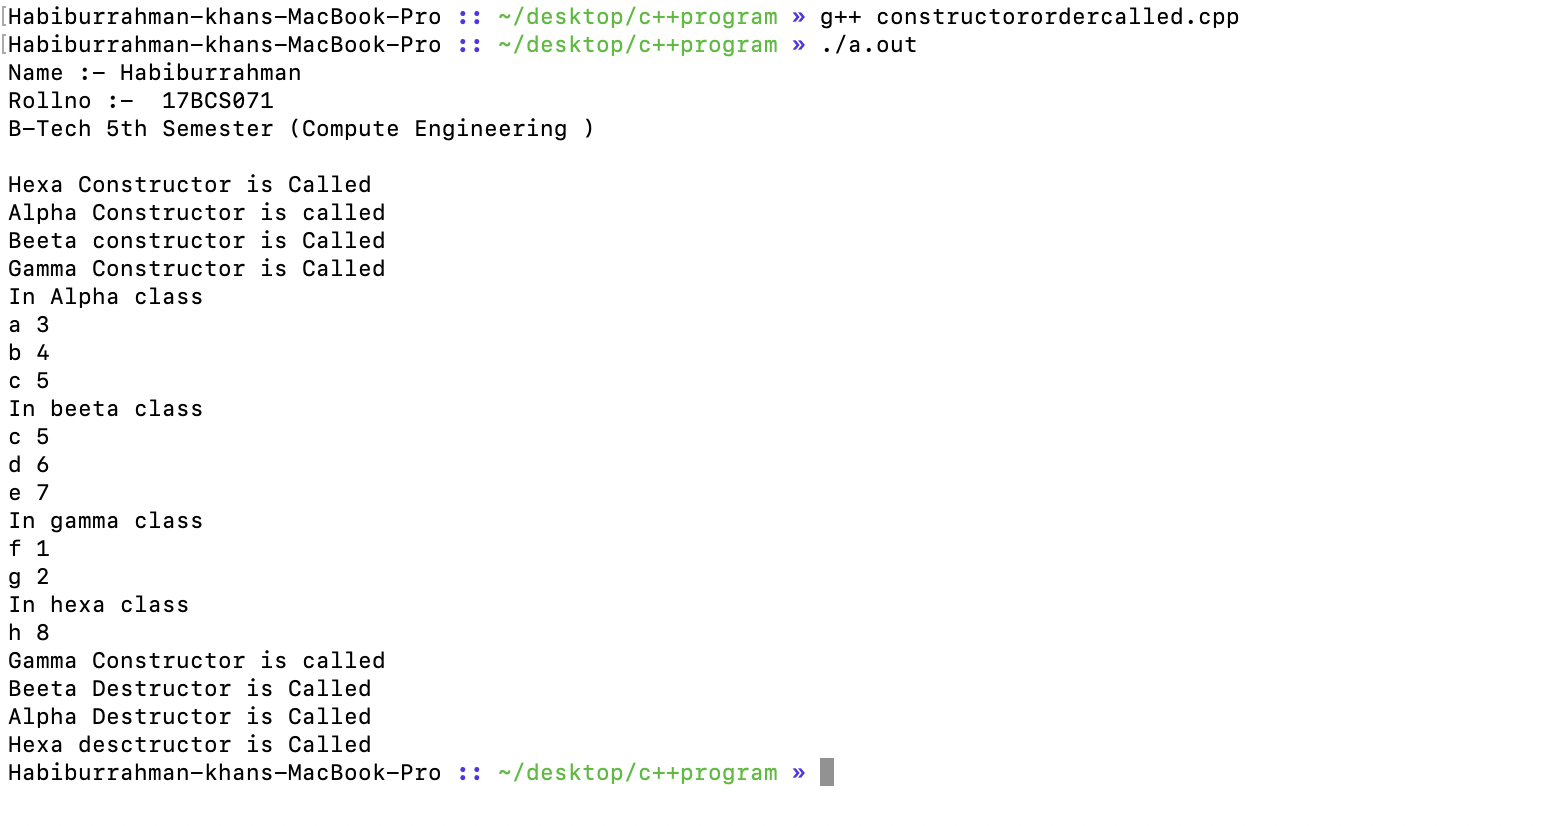 [Habiburrahman-khans-MacBook-Pro :: ~/desktop/c++program » g++ constructorordercalled.cpp
[Habiburrahman-khans-MacBook-Pro :: ~/desktop/c++program » ./a.out
Name :- Habiburrahman
Rollno :-  17BCS071
B-Tech 5th Semester (Compute Engineering )

Hexa Constructor is Called
Alpha Constructor is called
Beeta constructor is Called
Gamma Constructor is Called
In Alpha class
a 3
b 4
c 5
In beeta class
c 5
d 6
e 7
In gamma class
f 1
g 2
In hexa class
h 8
Gamma Constructor is called
Beeta Destructor is Called
Alpha Destructor is Called
Hexa desctructor is Called
Habiburrahman-khans-MacBook-Pro :: ~/desktop/c++program »